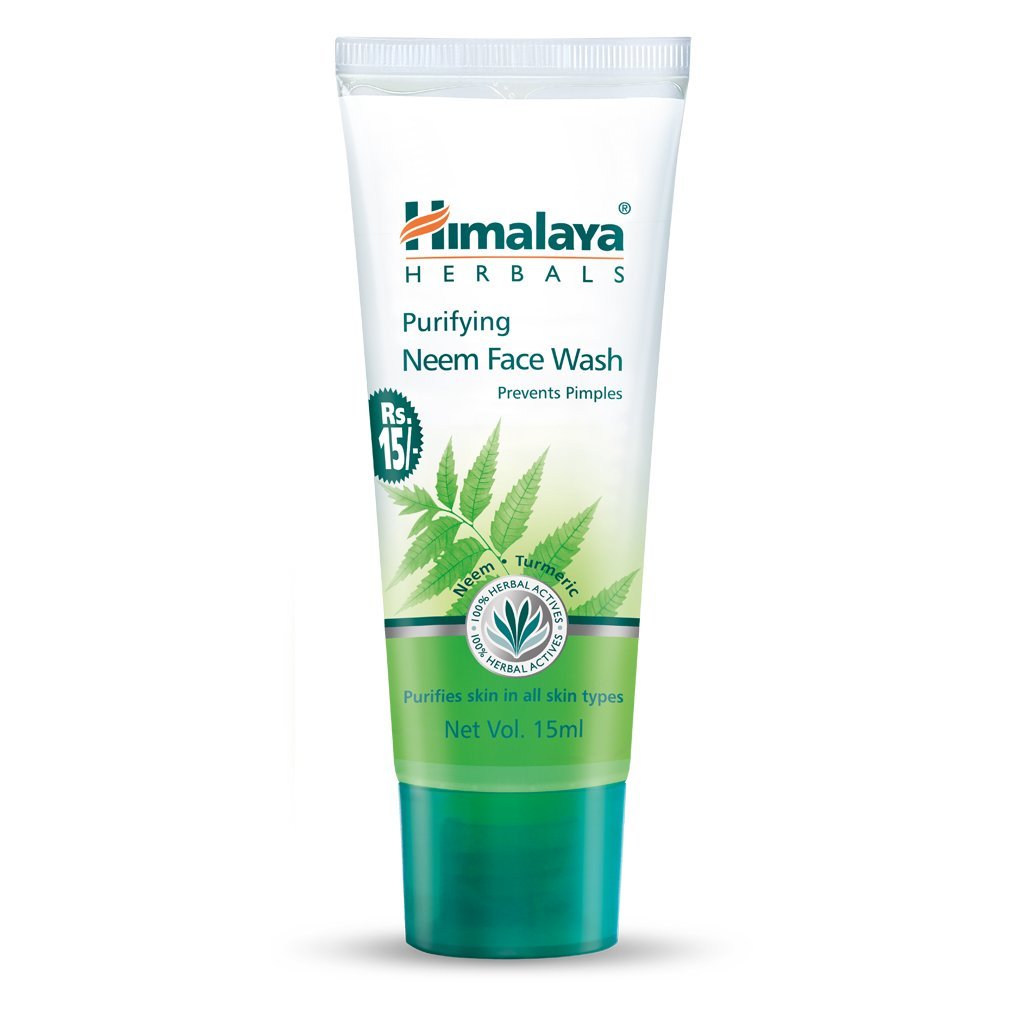 Himalaya®
HERBALS
Purifying
Neem Face Wash
Prevents Pimples
Rs.
15/-
Neem • Turmeric
100% HERBAL ACTIVES
100% HERBAL ACTIVES
Purifies skin in all skin types
Net Vol. 15ml